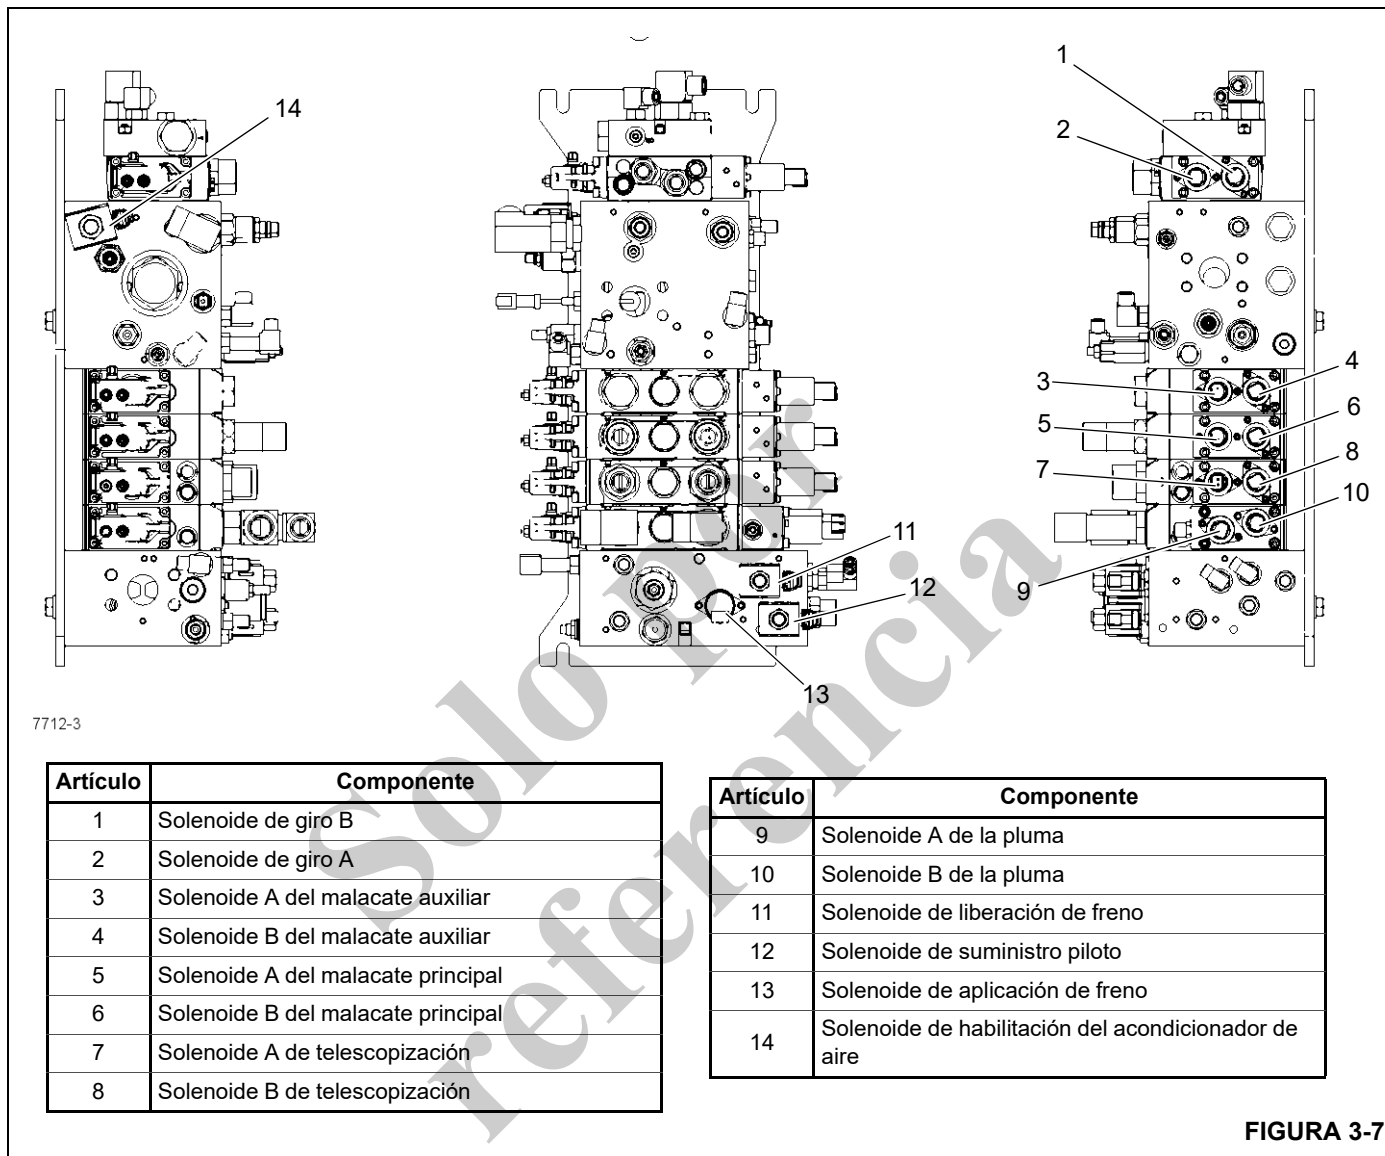 1
14
2
3
4
5
6
7
8
10
11
9
12
13
7712-3
Artículo Componente
1 Solenoide de giro B
2 Solenoide de giro A
3 Solenoide A del malacate auxiliar
4 Solenoide B del malacate auxiliar
5 Solenoide A del malacate principal
6 Solenoide B del malacate principal
7 Solenoide A de telescopización
8 Solenoide B de telescopización
Artículo Componente
9 Solenoide A de la pluma
10 Solenoide B de la pluma
11 Solenoide de liberación de freno
12 Solenoide de suministro piloto
13 Solenoide de aplicación de freno
14 Solenoide de habilitación del acondicionador de
aire
Solo por
referencia
FIGURA 3-7